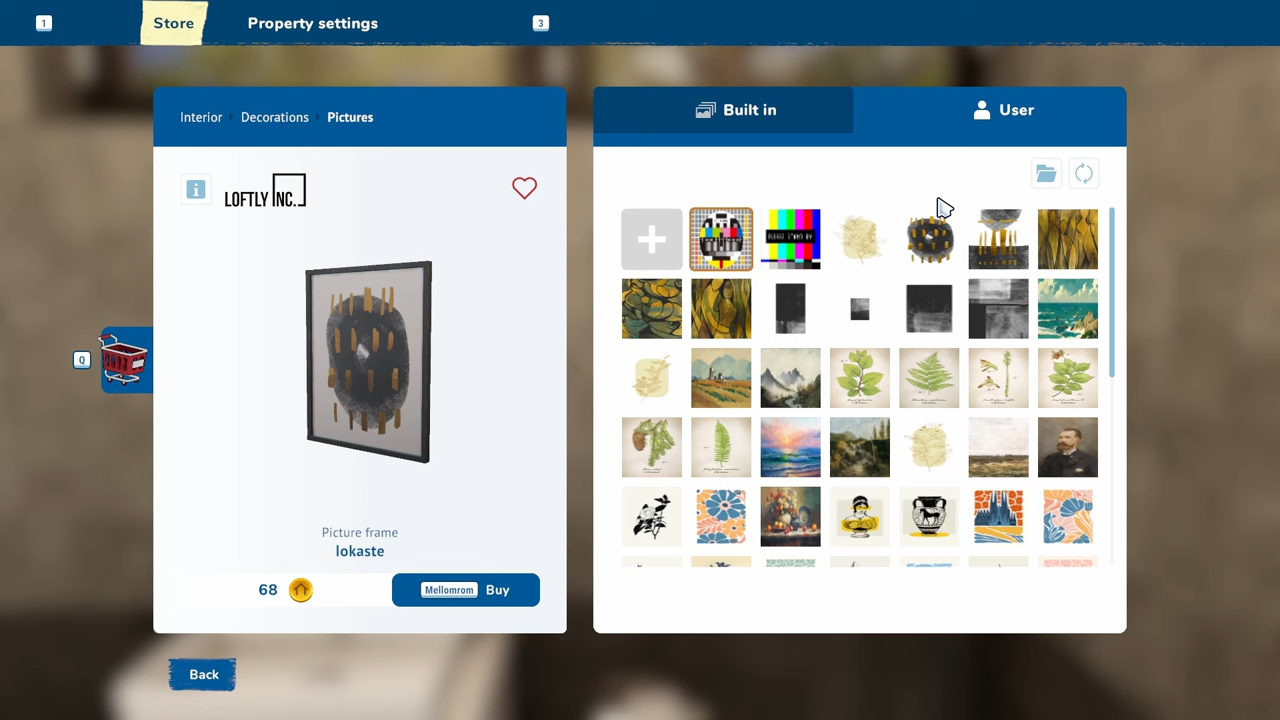 1
Store
Property settings
3
Interior
Decorations
Pictures
Built in
User
i
LOFTLY INC.
Q
Picture frame
Iokaste
68
Mellomrom
Buy
Back